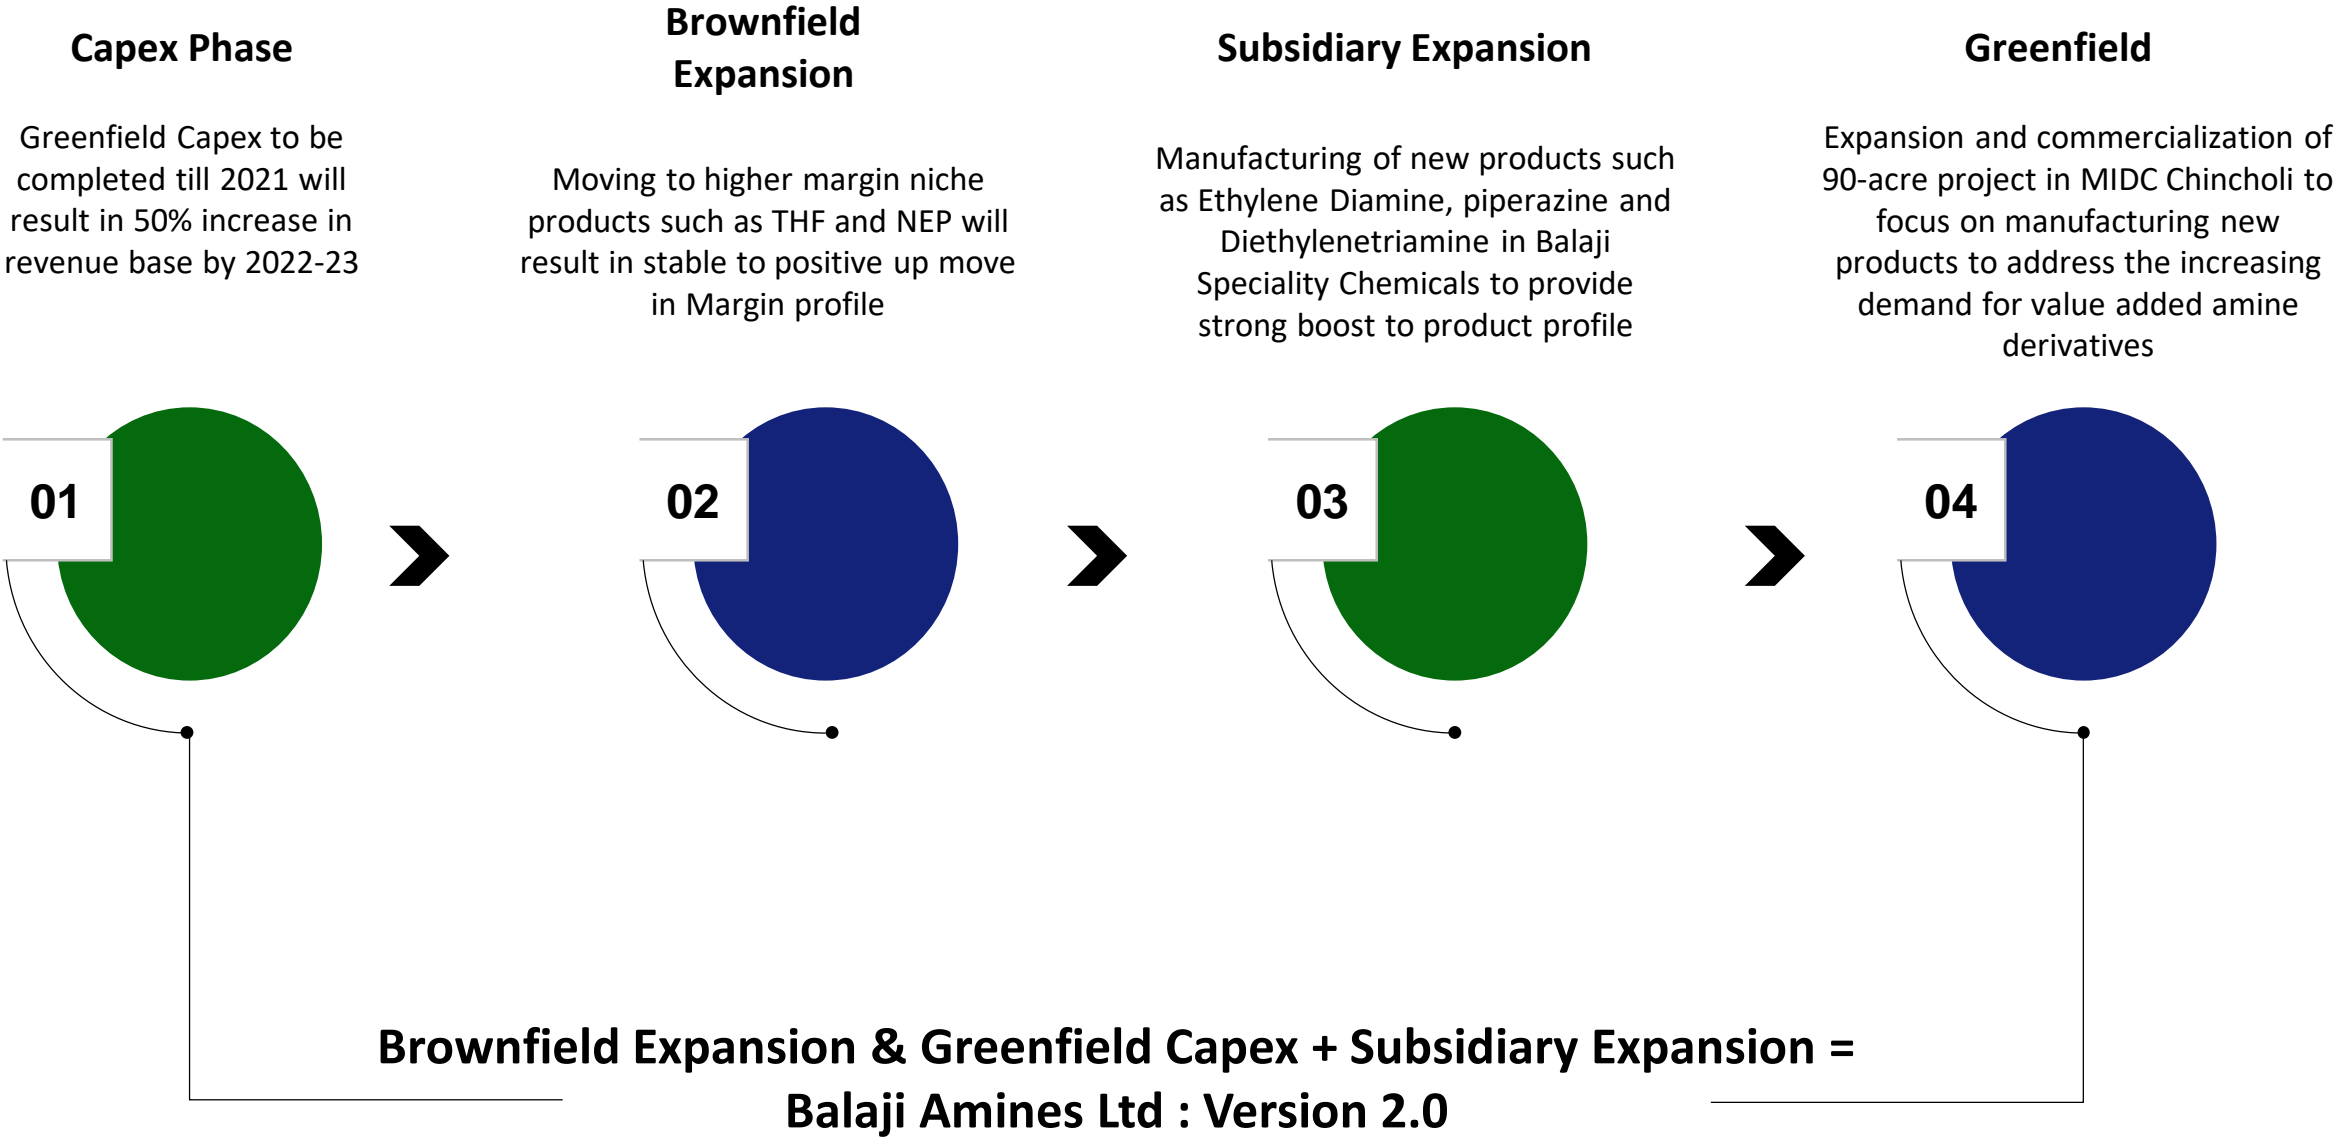 Capex Phase
Greenfield Capex to be
completed till 2021 will
result in 50% increase in
revenue base by 2022-23
01
Brownfield
Expansion
Moving to higher margin niche
products such as THF and NEP will
result in stable to positive up move
in Margin profile
02
Subsidiary Expansion
Manufacturing of new products such
as Ethylene Diamine, piperazine and
Diethylenetriamine in Balaji
Speciality Chemicals to provide
strong boost to product profile
03
Greenfield
Expansion and commercialization of
90-acre project in MIDC Chincholi to
focus on manufacturing new
products to address the increasing
demand for value added amine
derivatives
04
Brownfield Expansion & Greenfield Capex + Subsidiary Expansion =
Balaji Amines Ltd : Version 2.0